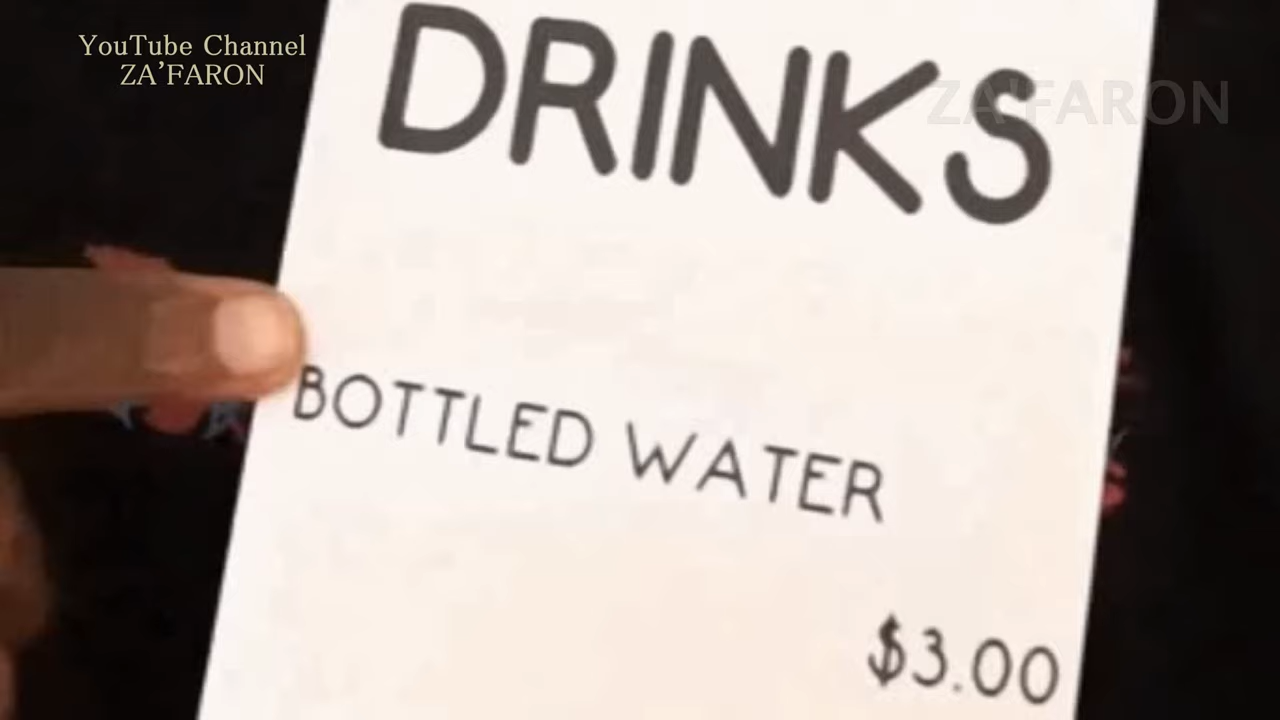 YouTube Channel
ZA’FARON
ZA'FARON
DRINKS
BOTTLED WATER
$3.00